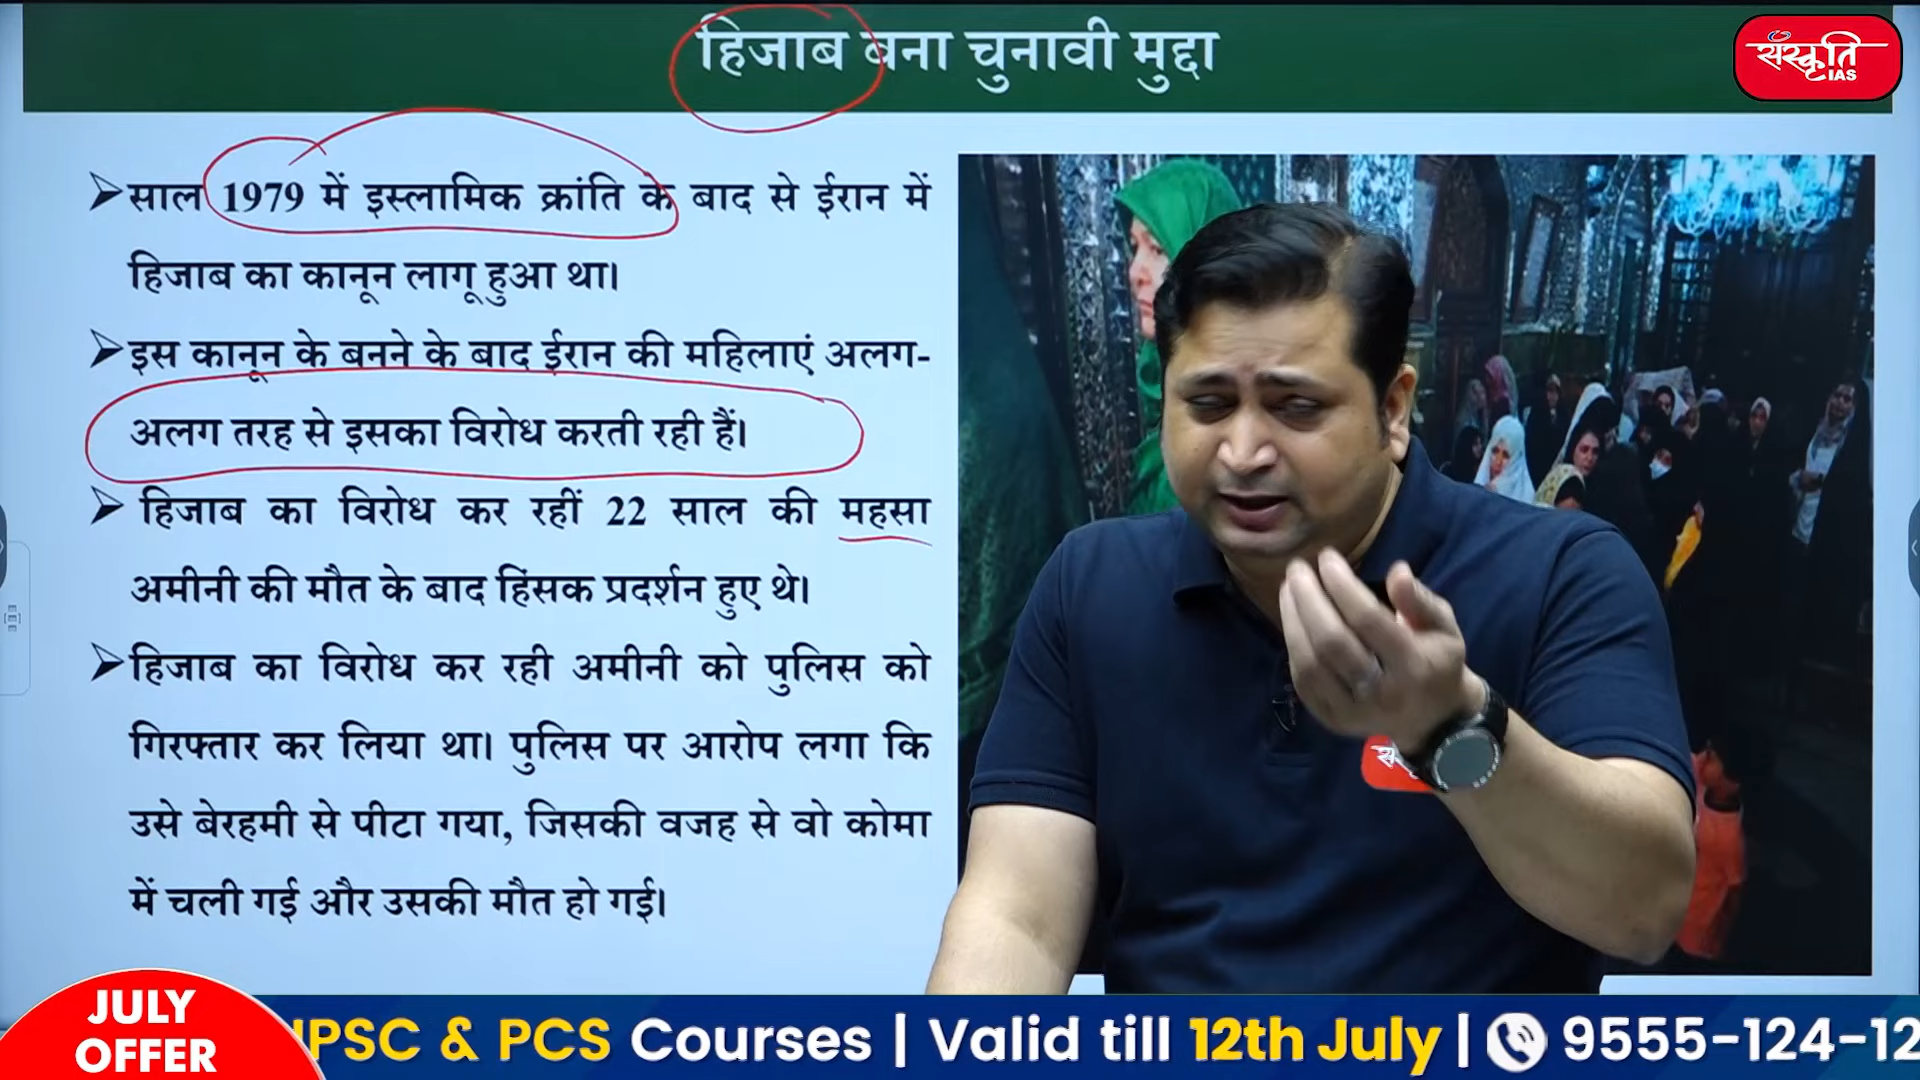 हिजाब बना चुनावी मुद्दा
संस्कृति
IAS
➢साल 1979 में इस्लामिक क्रांति के बाद से ईरान में
हिजाब का कानून लागू हुआ था।
➢इस कानून के बनने के बाद ईरान की महिलाएं अलग-
अलग तरह से इसका विरोध करती रही हैं।
➢ हिजाब का विरोध कर रहीं 22 साल की महसा
अमीनी की मौत के बाद हिंसक प्रदर्शन हुए थे।
➢हिजाब का विरोध कर रही अमीनी को पुलिस को
गिरफ्तार कर लिया था। पुलिस पर आरोप लगा कि
उसे बेरहमी से पीटा गया, जिसकी वजह से वो कोमा
में चली गई और उसकी मौत हो गई।
JULY
OFFER
PSC & PCS Courses | Valid till 12th July | 9555-124-12